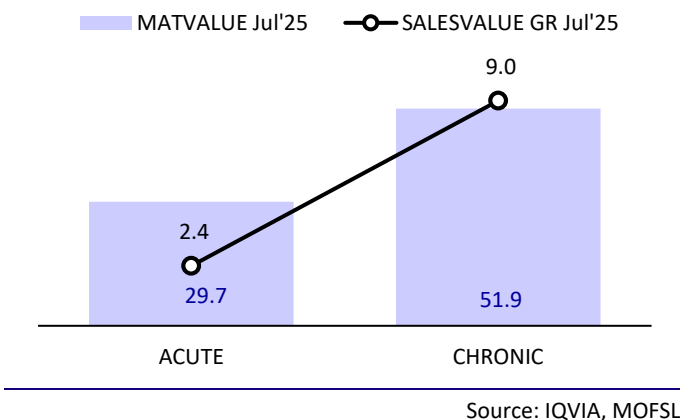 MATVALUE Jul'25 SALESVALUE GR Jul'25
9.0
2.4
29.7 51.9
ACUTE CHRONIC
Source: IQVIA, MOFSL